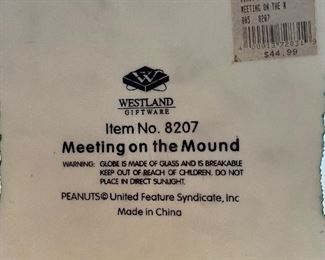 MEETING ON THE M
005 8207
$44.99
WESTLAND
GIFTWARE
Item No. 8207
Meeting on the Mound
WARNING: GLOBE IS MADE OF GLASS AND IS BREAKABLE
KEEP OUT OF REACH OF CHILDREN. DO NOT
PLACE IN DIRECT SUNLIGHT.
PEANUTS© United Feature Syndicate, Inc
Made in China